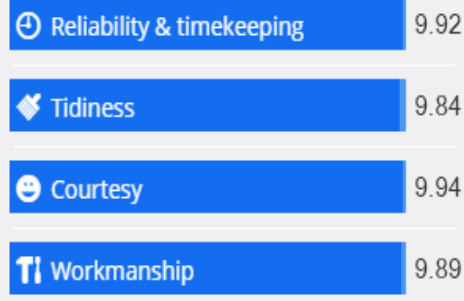 Reliability & timekeeping 9.92
Tidiness 9.84
Courtesy 9.94
Workmanship 9.89